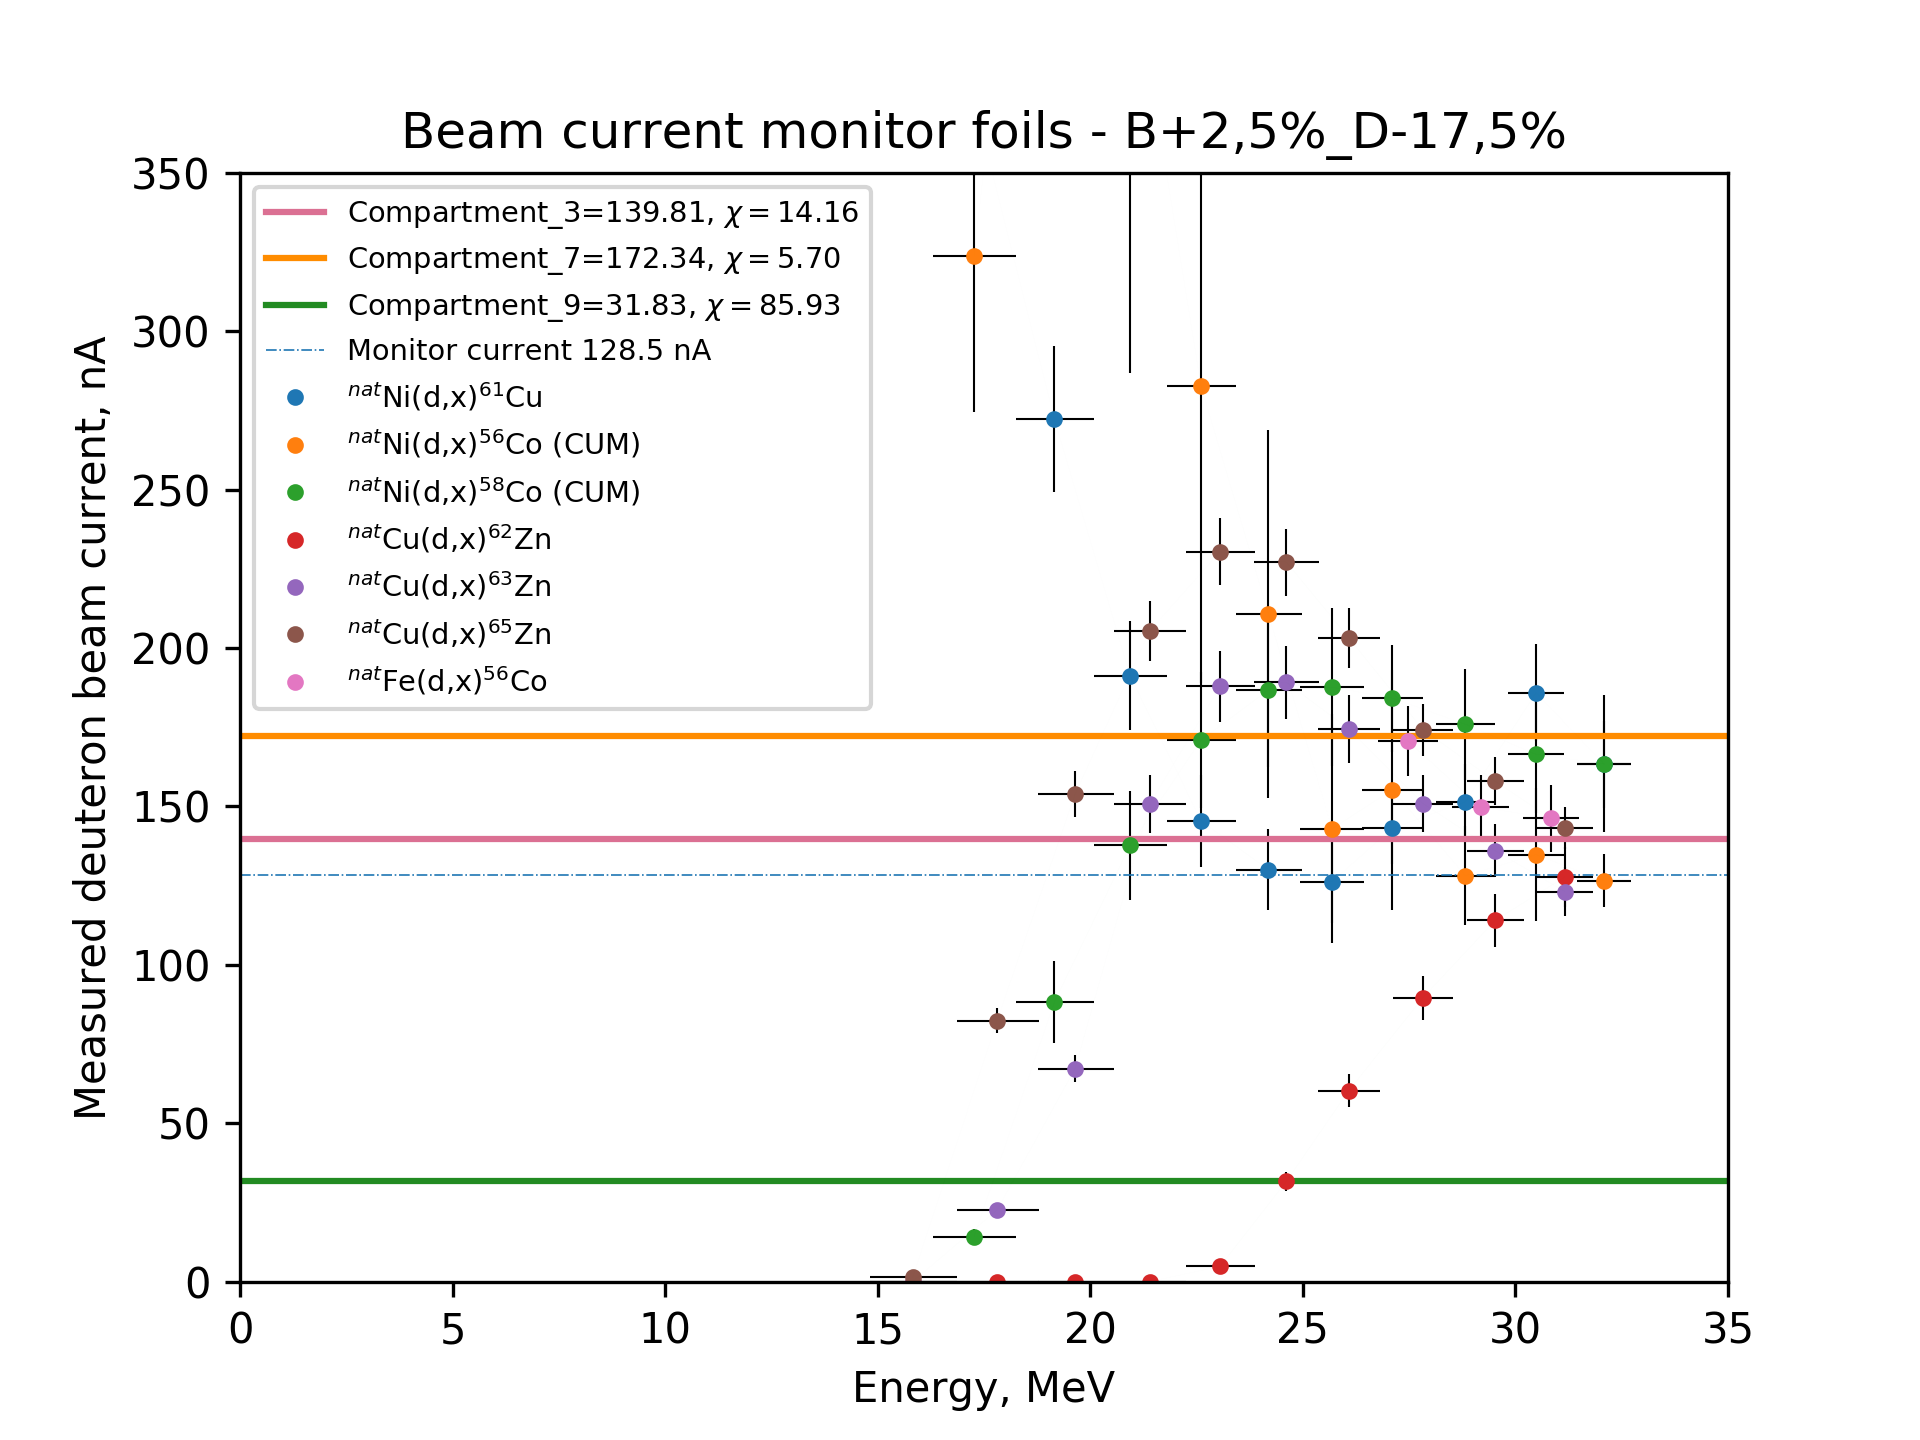 Beam current monitor foils - B+2,5%_D-17,5%
Measured deuteron beam current, nA
350
300
250
200
150
100
50
0
Compartment_3=139.81, χ = 14.16
Compartment_7=172.34, χ = 5.70
Compartment_9=31.83, χ = 85.93
Monitor current 128.5 nA
natNi(d,x)61Cu
natNi(d,x)56Co (CUM)
natNi(d,x)58Co (CUM)
natCu(d,x)62Zn
natCu(d,x)63Zn
natCu(d,x)65Zn
natFe(d,x)56Co
0 5 10 15 20 25 30 35
Energy, MeV